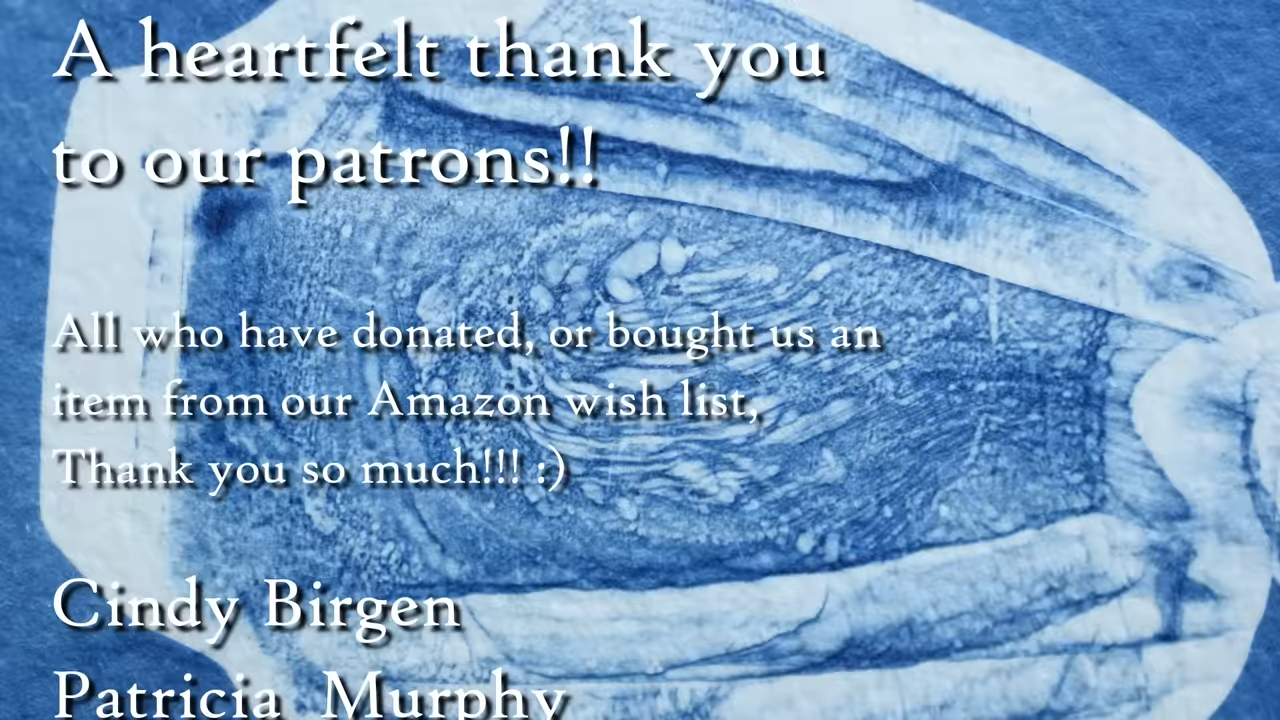 A heartfelt thank you
to our patrons!!
All who have donated, or bought us an
item from our Amazon wish list,
Thank you so much!!! :)
Cindy Birgen
Patricia Murphy